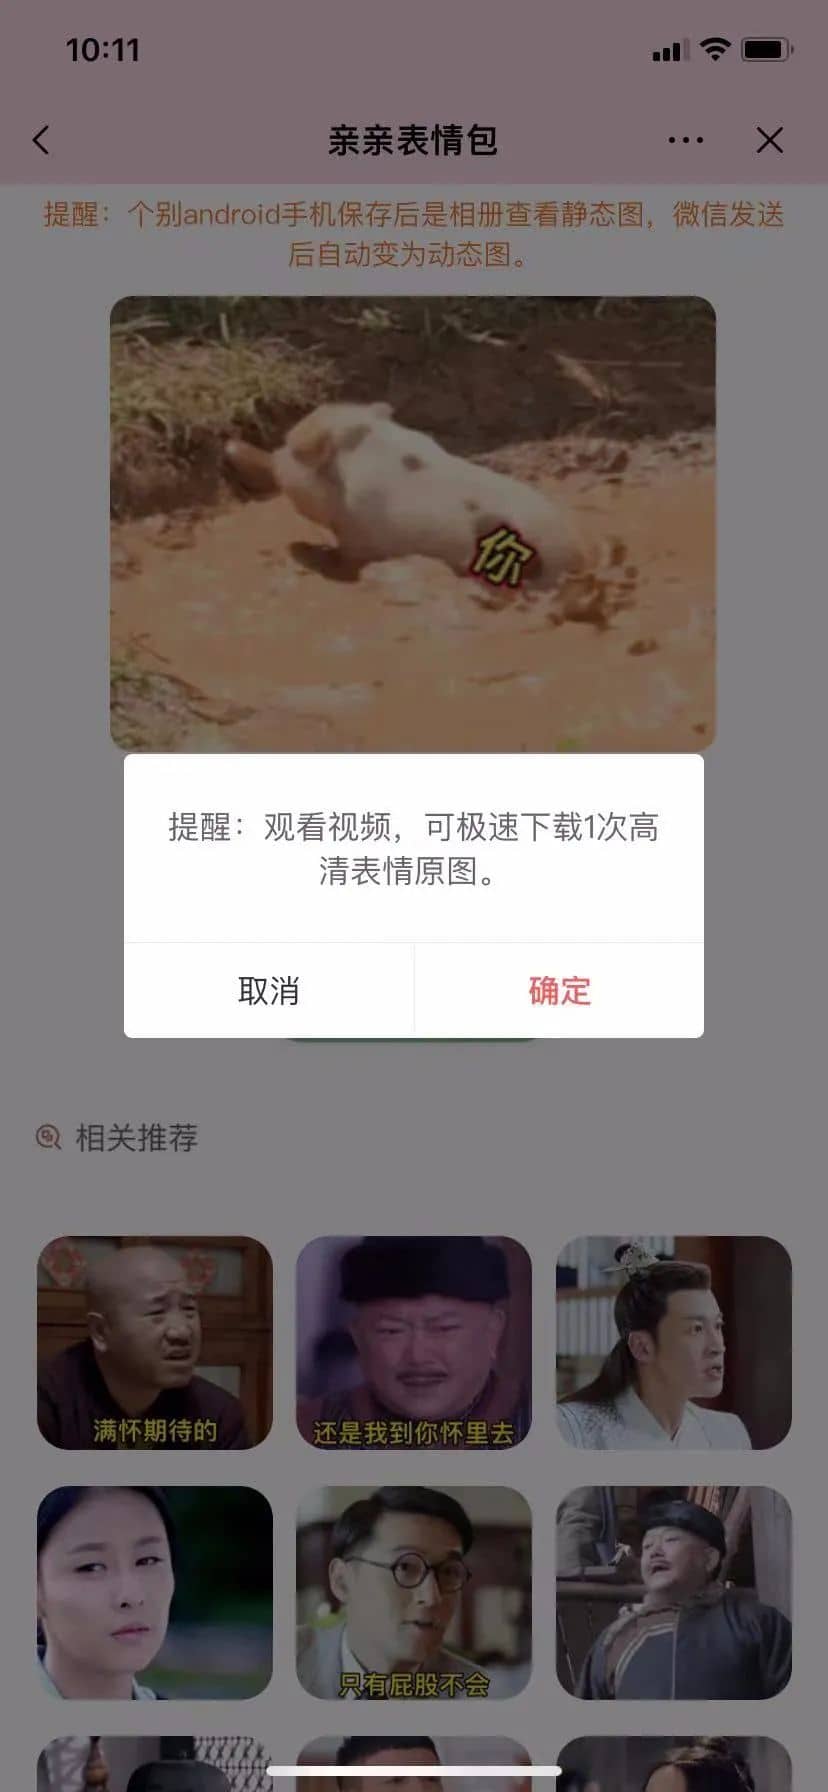 10:11
亲亲表情包
提醒：个别android手机保存后是相册查看静态图，微信发送
后自动变为动态图。
你
提醒：观看视频，可极速下载1次高
清表情原图。
取消
确定
相关推荐
满怀期待的
还是我到你怀里去
只有屁股不会